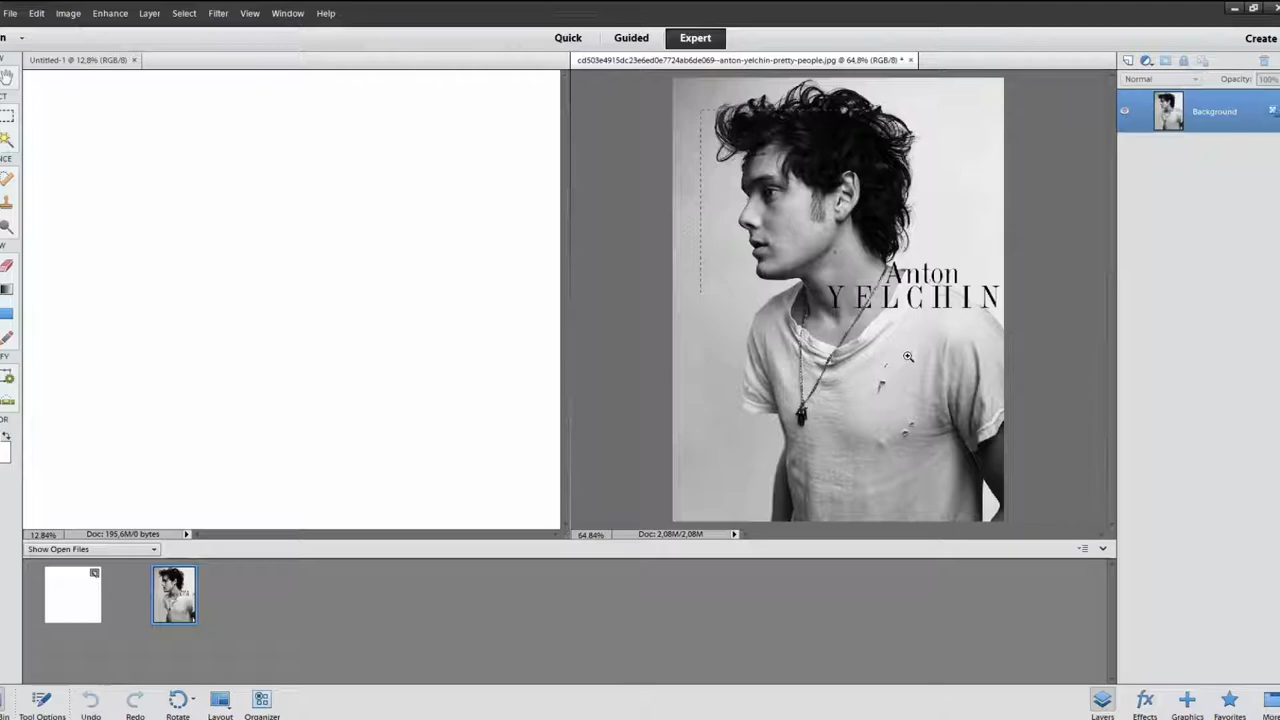 File Edit Image Enhance Layer Select Filter View Window Help
Quick Guided Expert Create
Untitled-1 @ 12,8% (RGB/8) ×
cd503e4915dc23e6ed0e7724ab6de069--anton-yelchin-pretty-people.jpg @ 64,8% (RGB/8) * ×
Normal Opacity: 100%
Background
Anton
YELCHIN
12.84% Doc: 195,6M/0 bytes
64.84% Doc: 2,08M/2,08M
Show Open Files
Bin Tool Options Undo Redo Rotate Layout Organizer
Layers Effects Graphics Favorites More